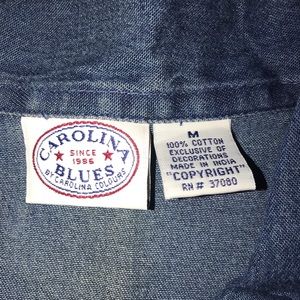 CAROLINA
SINCE
1986
BLUES
BY CAROLINA COLOURS
M
100% COTTON
EXCLUSIVE OF
DECORATIONS
MADE IN INDIA
"COPYRIGHT"
RN # 37080